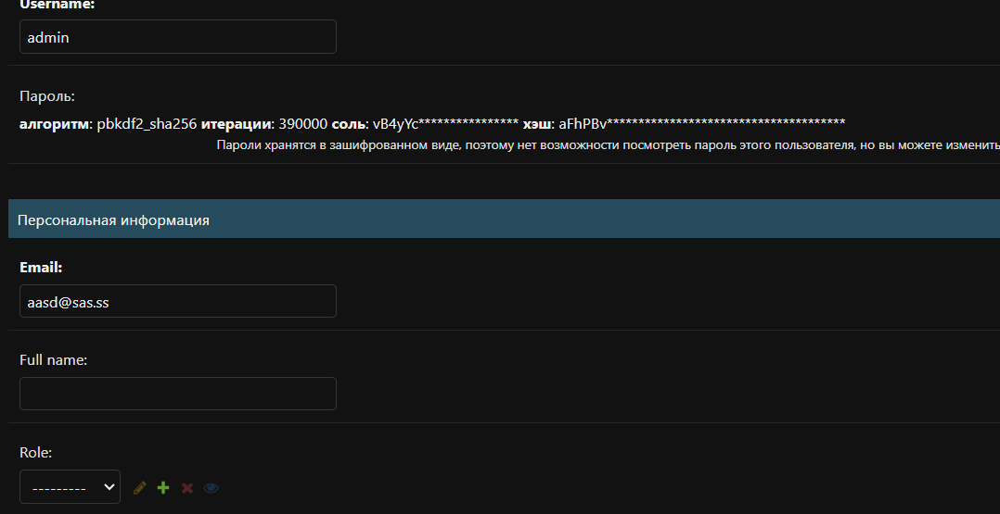 Username:
admin
Пароль:
алгоритм: pbkdf2_sha256 итерации: 390000 соль: vB4yYc**************** хэш: aFhPBv**************************************
Пароли хранятся в зашифрованном виде, поэтому нет возможности посмотреть пароль этого пользователя, но вы можете изменить
Персональная информация
Email:
aasd@sas.ss
Full name:
Role:
---------